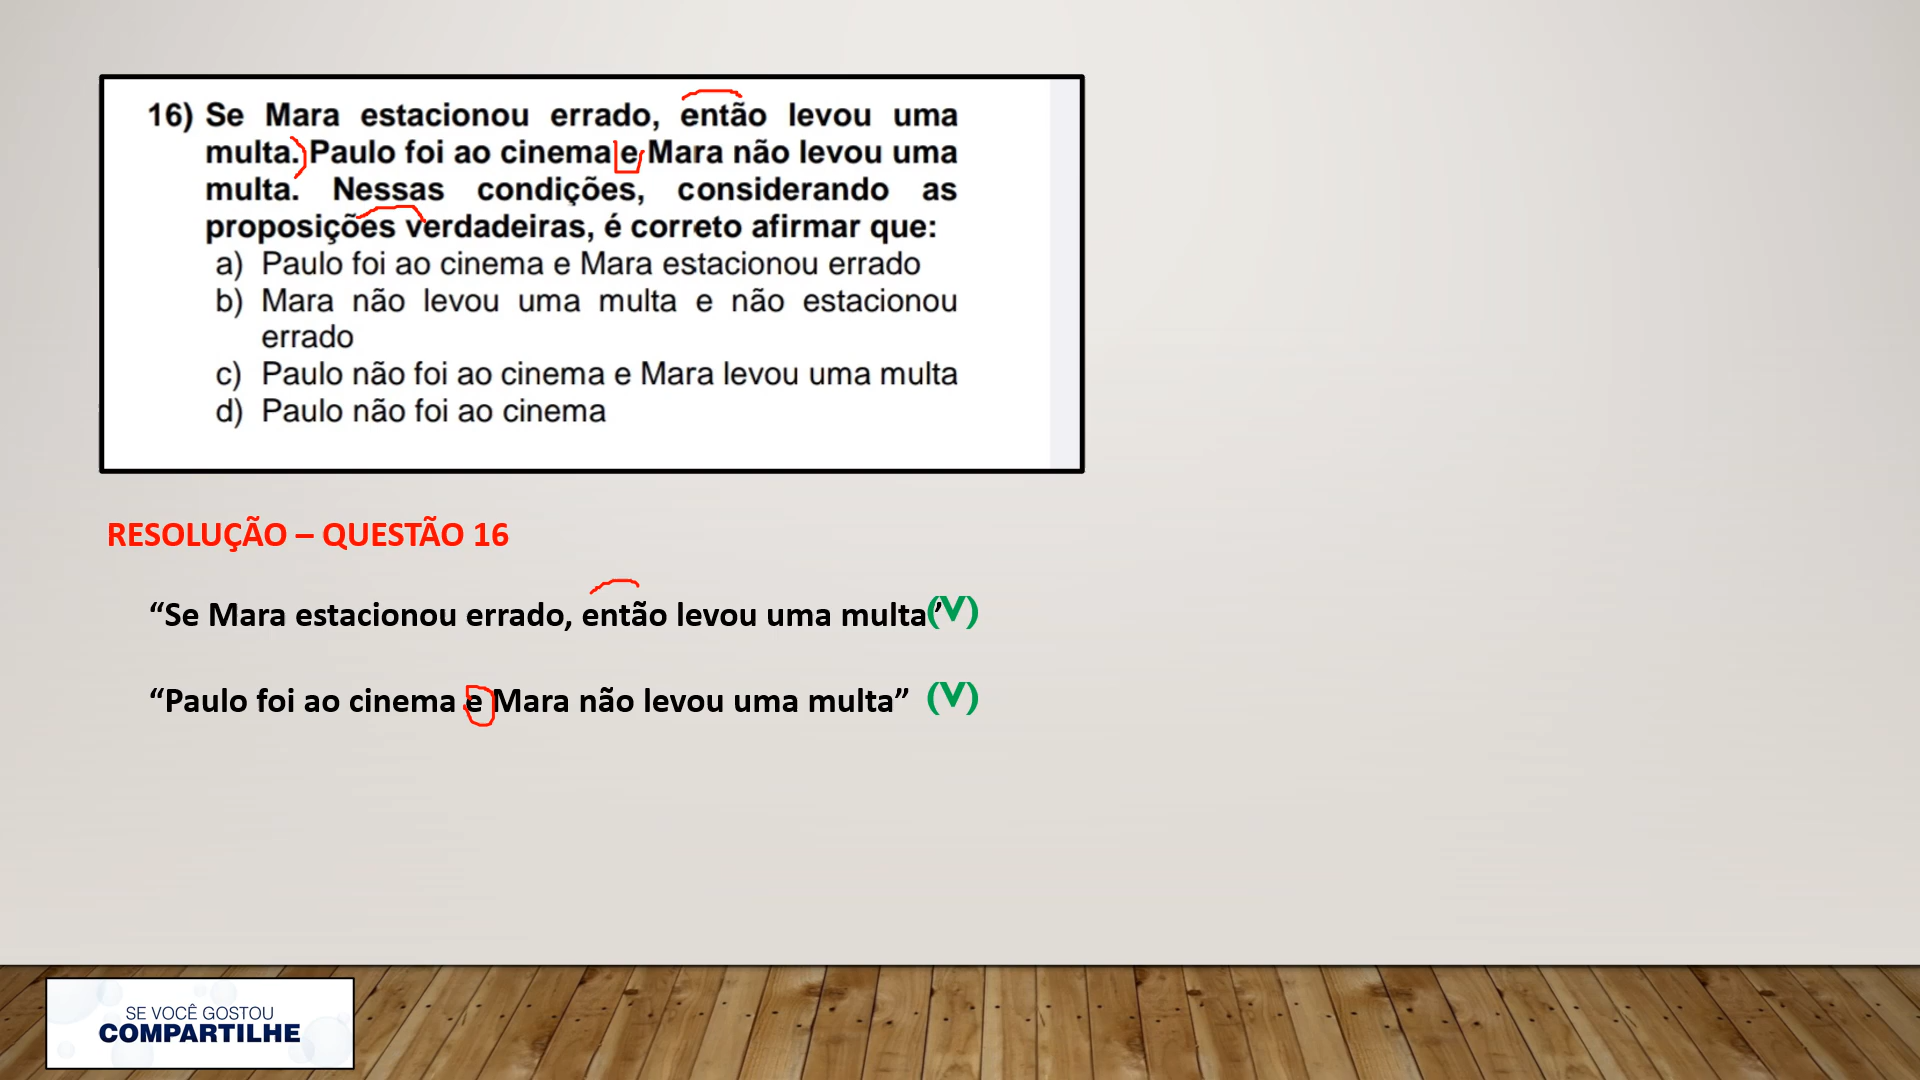 16) Se Mara estacionou errado, então levou uma
multa. Paulo foi ao cinema e Mara não levou uma
multa. Nessas condições, considerando as
proposições verdadeiras, é correto afirmar que:
a) Paulo foi ao cinema e Mara estacionou errado
b) Mara não levou uma multa e não estacionou
errado
c) Paulo não foi ao cinema e Mara levou uma multa
d) Paulo não foi ao cinema
RESOLUÇÃO – QUESTÃO 16
“Se Mara estacionou errado, então levou uma multa” (V)
“Paulo foi ao cinema e Mara não levou uma multa” (V)
SE VOCÊ GOSTOU
COMPARTILHE